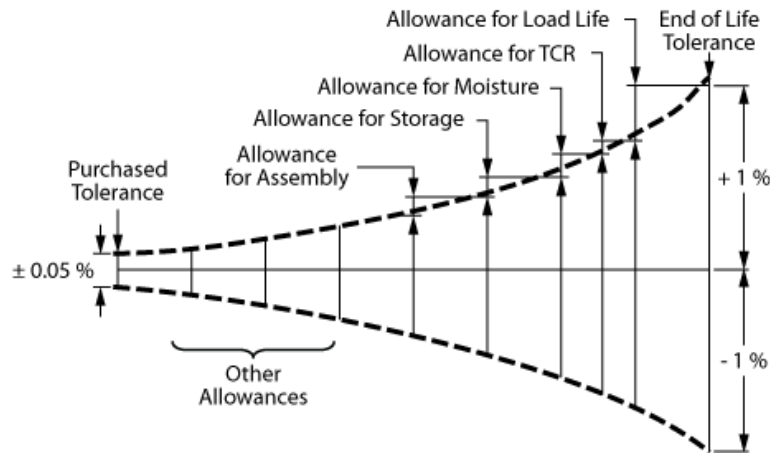 Allowance for Load Life
End of Life
Tolerance
Allowance for TCR
Allowance for Moisture
Allowance for Storage
Allowance
for Assembly
Purchased
Tolerance
+ 1 %
± 0.05 %
- 1 %
Other
Allowances